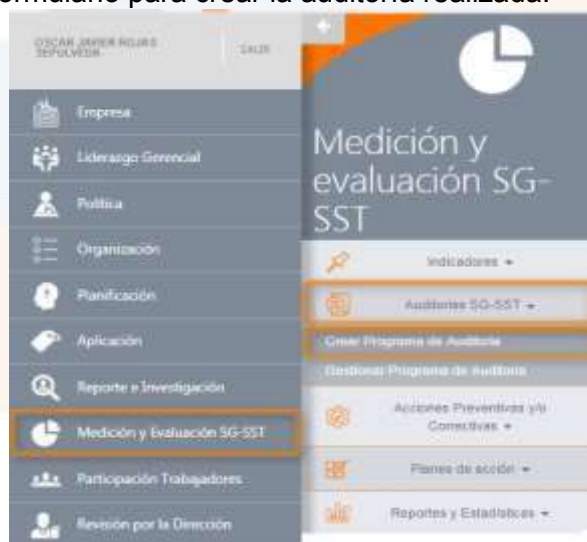 ormulario para crear la auditoría realizada.
OSCAR JAVIER ROJAS
SEPULVEDA
SALIR
Empresa
Liderazgo Gerencial
Política
Organización
Planificación
Aplicación
Reporte e Investigación
Medición y Evaluación SG-SST
Participación Trabajadores
Revisión por la Dirección
Medición y
evaluación SG-
SST
Indicadores
Auditorías SG-SST
Crear Programa de Auditoría
Gestionar Programa de Auditoría
Acciones Preventivas y/o
Correctivas
Planes de acción
Reportes y Estadísticas